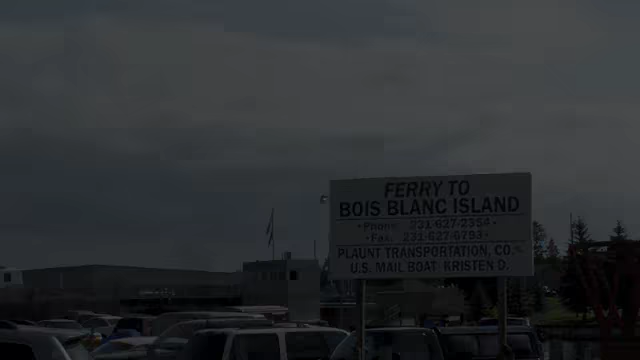 FERRY TO
BOIS BLANC ISLAND
• Phone: 231-627-2354 •
• Fax: 231-627-6793 •
PLAUNT TRANSPORTATION, CO.
U.S. MAIL BOAT KRISTEN D.